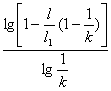 lg[1 − l/l₁ (1 − 1/k)]
lg 1/k